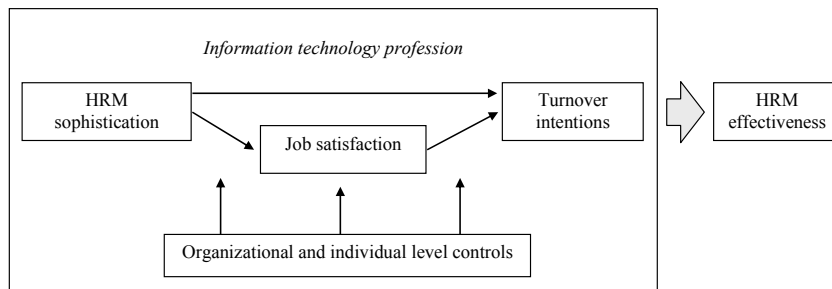 Information technology profession
HRM
sophistication
Turnover
intentions
HRM
effectiveness
Job satisfaction
Organizational and individual level controls